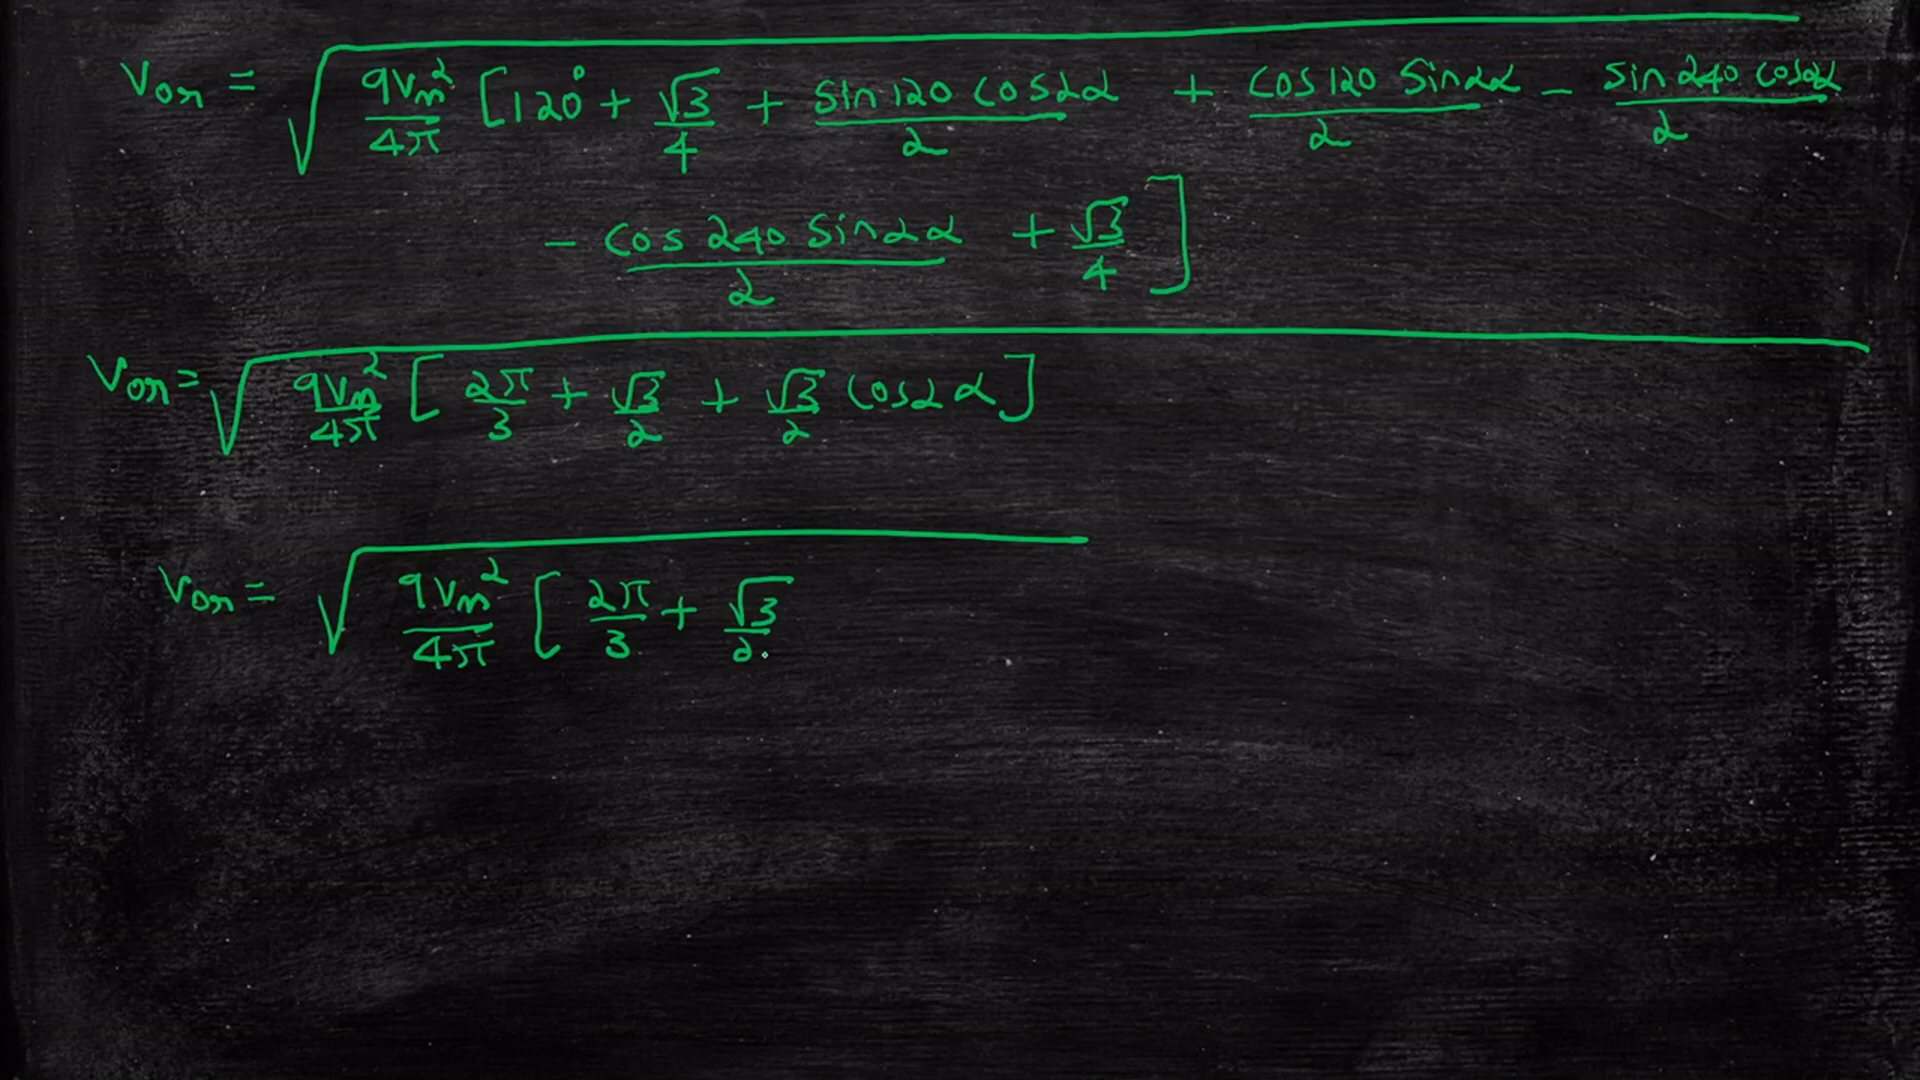 Vor = √ 9Vm²/4π [120° + √3/4 + Sin120 Cos2α/2 + Cos120 Sin2α/2 - Sin240 Cos2α/2
- Cos240 Sin2α/2 + √3/4 ]
Vor = √ 9Vm²/4π [ 2π/3 + √3/2 + √3/2 Cos2α ]
Vor = √ 9Vm²/4π [ 2π/3 + √3/2